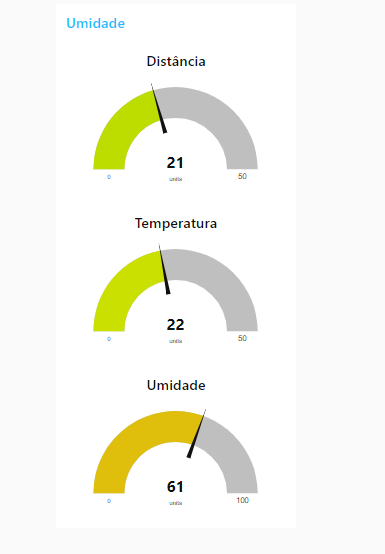 Umidade
Distância
21
units
0
50
Temperatura
22
units
0
50
Umidade
61
units
0
100